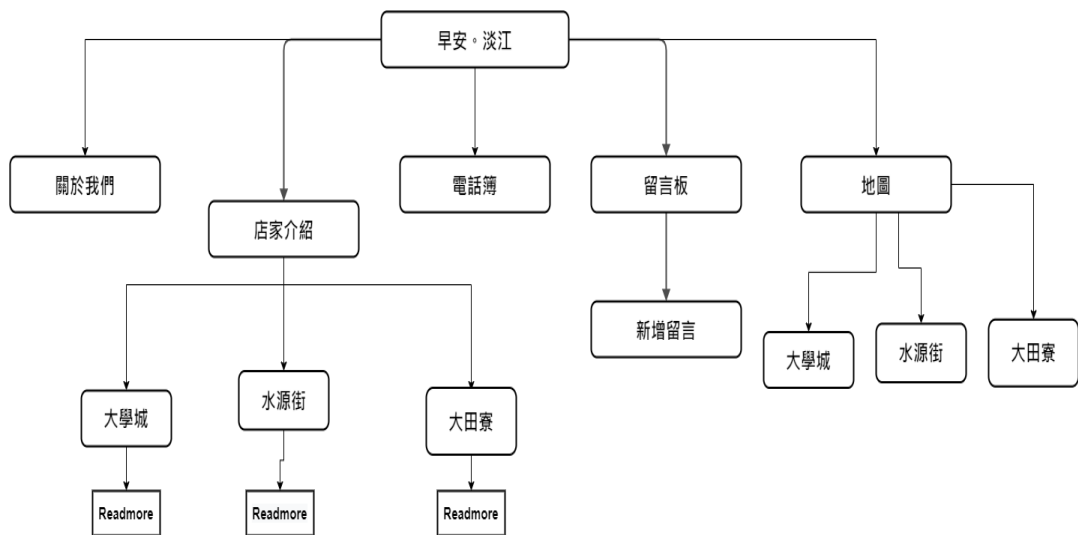 早安。淡江
關於我們
店家介紹
電話簿
留言板
地圖
新增留言
大學城
水源街
大田寮
大學城
水源街
大田寮
Readmore
Readmore
Readmore